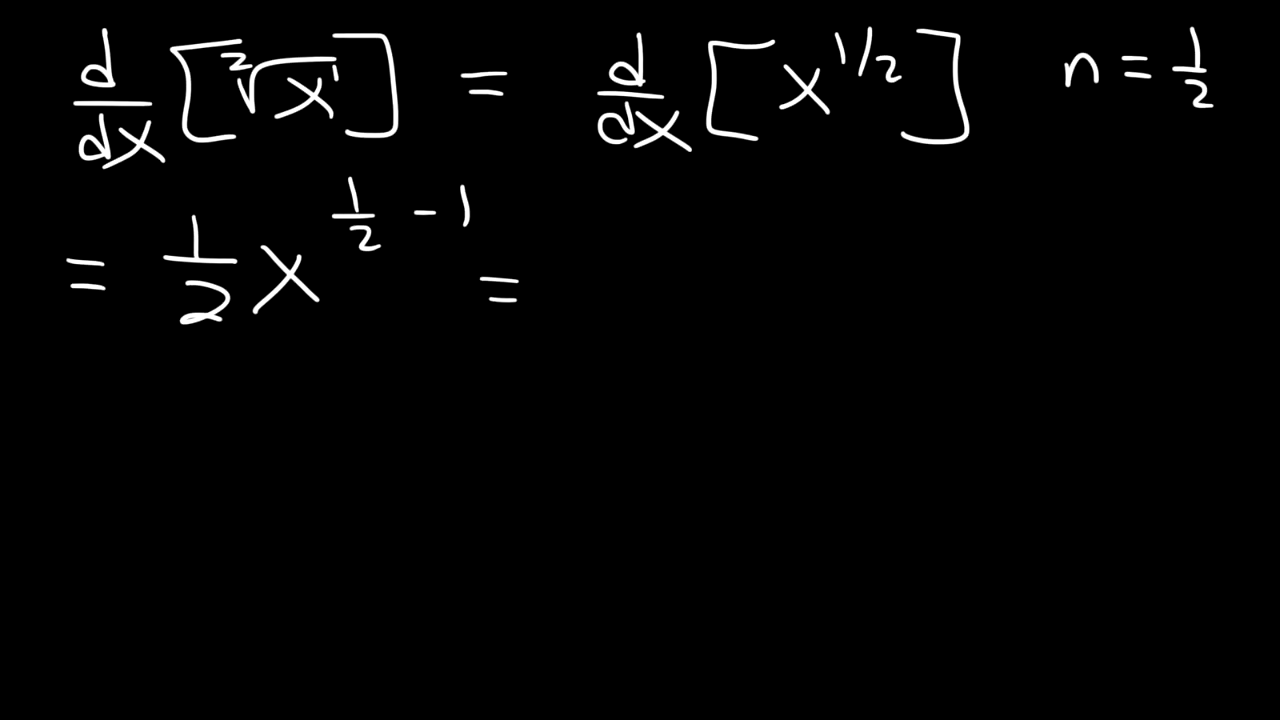 d/dx [²√x¹] = d/dx [x^1/2] n = 1/2
= 1/2 x^(1/2 - 1) =